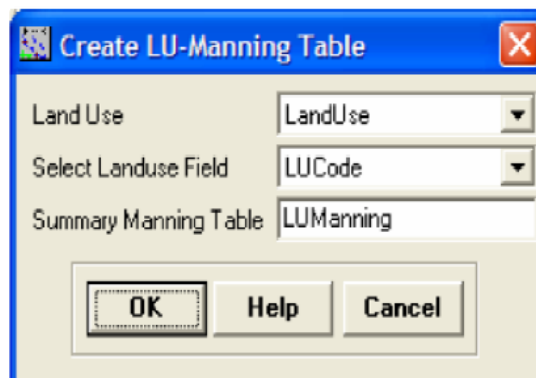 Create LU-Manning Table
Land Use LandUse
Select Landuse Field LUCode
Summary Manning Table LUManning
OK Help Cancel